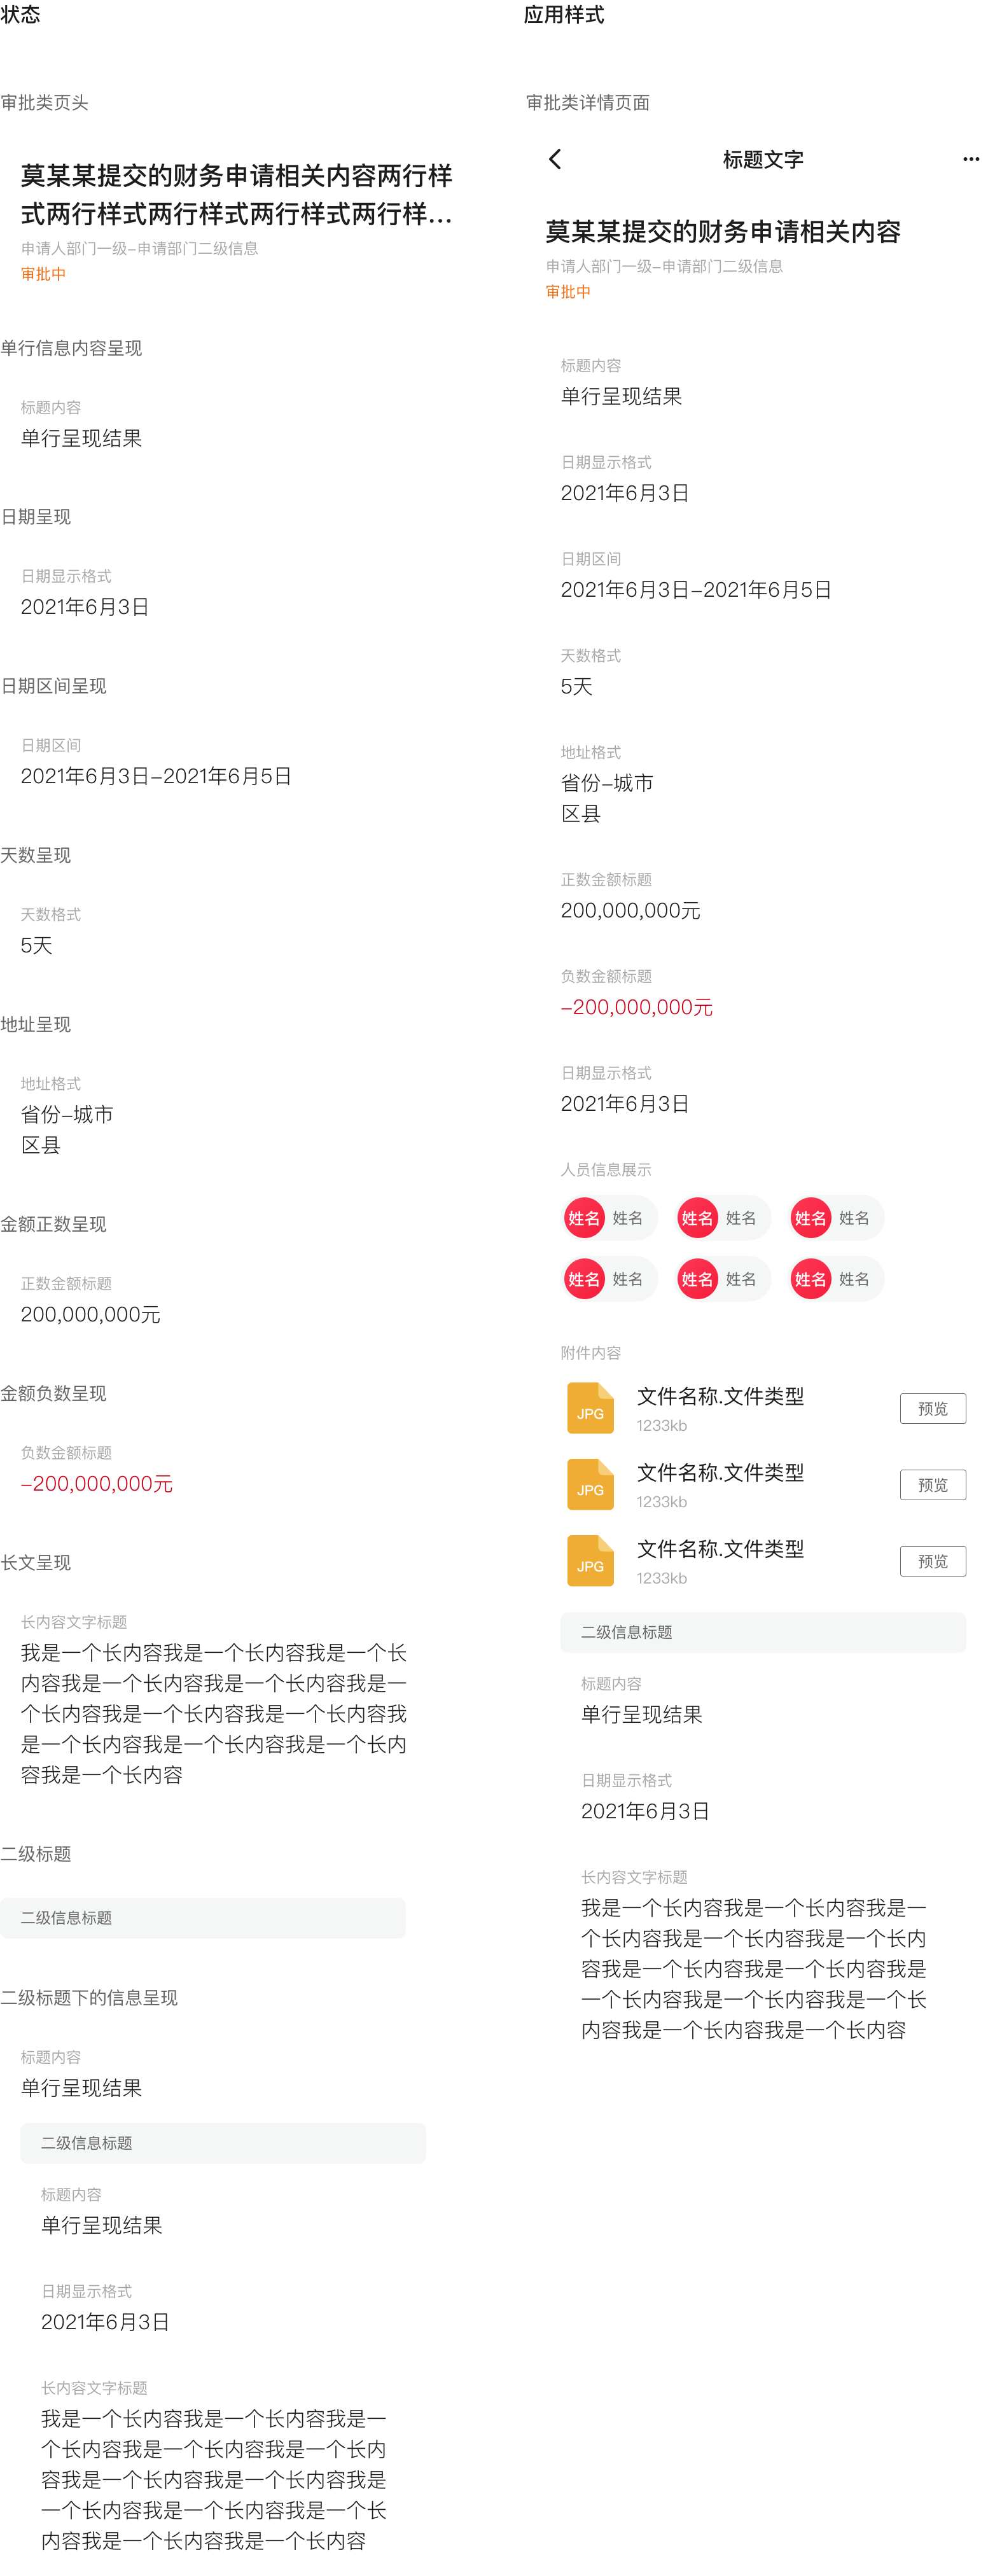 状态
审批类页头
莫某某提交的财务申请相关内容两行样
式两行样式两行样式两行样式两行样...
申请人部门一级–申请部门二级信息
审批中
单行信息内容呈现
标题内容
单行呈现结果
日期呈现
日期显示格式
2021年6月3日
日期区间呈现
日期区间
2021年6月3日–2021年6月5日
天数呈现
天数格式
5天
地址呈现
地址格式
省份–城市
区县
金额正数呈现
正数金额标题
200,000,000元
金额负数呈现
负数金额标题
–200,000,000元
长文呈现
长内容文字标题
我是一个长内容我是一个长内容我是一个长
内容我是一个长内容我是一个长内容我是一
个长内容我是一个长内容我是一个长内容我
是一个长内容我是一个长内容我是一个长内
容我是一个长内容
二级标题
二级信息标题
二级标题下的信息呈现
标题内容
单行呈现结果
二级信息标题
标题内容
单行呈现结果
日期显示格式
2021年6月3日
长内容文字标题
我是一个长内容我是一个长内容我是一
个长内容我是一个长内容我是一个长内
容我是一个长内容我是一个长内容我是
一个长内容我是一个长内容我是一个长
内容我是一个长内容我是一个长内容
应用样式
审批类详情页面
标题文字
莫某某提交的财务申请相关内容
申请人部门一级–申请部门二级信息
审批中
标题内容
单行呈现结果
日期显示格式
2021年6月3日
日期区间
2021年6月3日–2021年6月5日
天数格式
5天
地址格式
省份–城市
区县
正数金额标题
200,000,000元
负数金额标题
–200,000,000元
日期显示格式
2021年6月3日
人员信息展示
姓名 姓名 姓名 姓名 姓名 姓名
姓名 姓名 姓名 姓名 姓名 姓名
附件内容
JPG 文件名称.文件类型 预览
1233kb
JPG 文件名称.文件类型 预览
1233kb
JPG 文件名称.文件类型 预览
1233kb
二级信息标题
标题内容
单行呈现结果
日期显示格式
2021年6月3日
长内容文字标题
我是一个长内容我是一个长内容我是一
个长内容我是一个长内容我是一个长内
容我是一个长内容我是一个长内容我是
一个长内容我是一个长内容我是一个长
内容我是一个长内容我是一个长内容